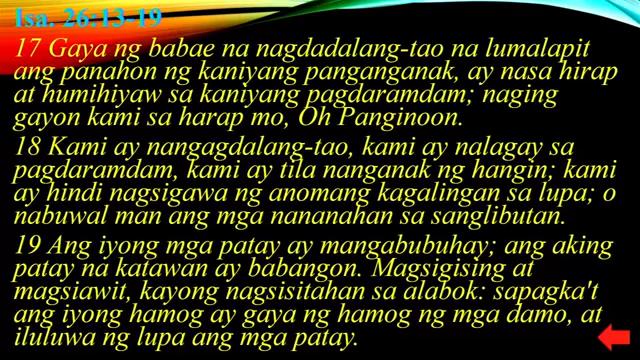 Isa. 26:13-19
17 Gaya ng babae na nagdadalang-tao na lumalapit
ang panahon ng kaniyang panganganak, ay nasa hirap
at humihiyaw sa kaniyang pagdaramdam; naging
gayon kami sa harap mo, Oh Panginoon.
18 Kami ay nangagdalang-tao, kami ay nalagay sa
pagdaramdam, kami ay tila nanganak ng hangin; kami
ay hindi nagsigawa ng anomang kagalingan sa lupa; o
nabuwal man ang mga nananahan sa sanglibutan.
19 Ang iyong mga patay ay mangabubuhay; ang aking
patay na katawan ay babangon. Magsigising at
magsiawit, kayong nagsisitahan sa alabok: sapagka't
ang iyong hamog ay gaya ng hamog ng mga damo, at
iluluwa ng lupa ang mga patay.